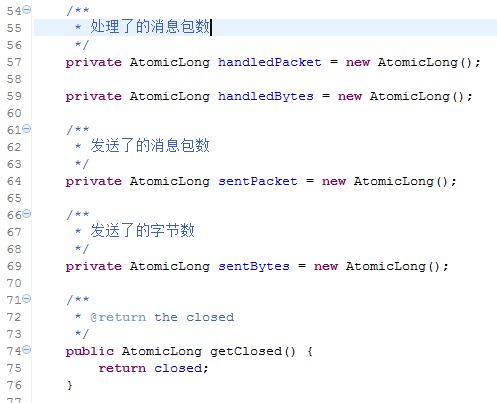 54 /**
55 * 处理了的消息包数
56 */
57 private AtomicLong handledPacket = new AtomicLong();
58
59 private AtomicLong handledBytes = new AtomicLong();
60
61 /**
62 * 发送了的消息包数
63 */
64 private AtomicLong sentPacket = new AtomicLong();
65
66 /**
67 * 发送了的字节数
68 */
69 private AtomicLong sentBytes = new AtomicLong();
70
71 /**
72 * @return the closed
73 */
74 public AtomicLong getClosed() {
75 return closed;
76 }
77